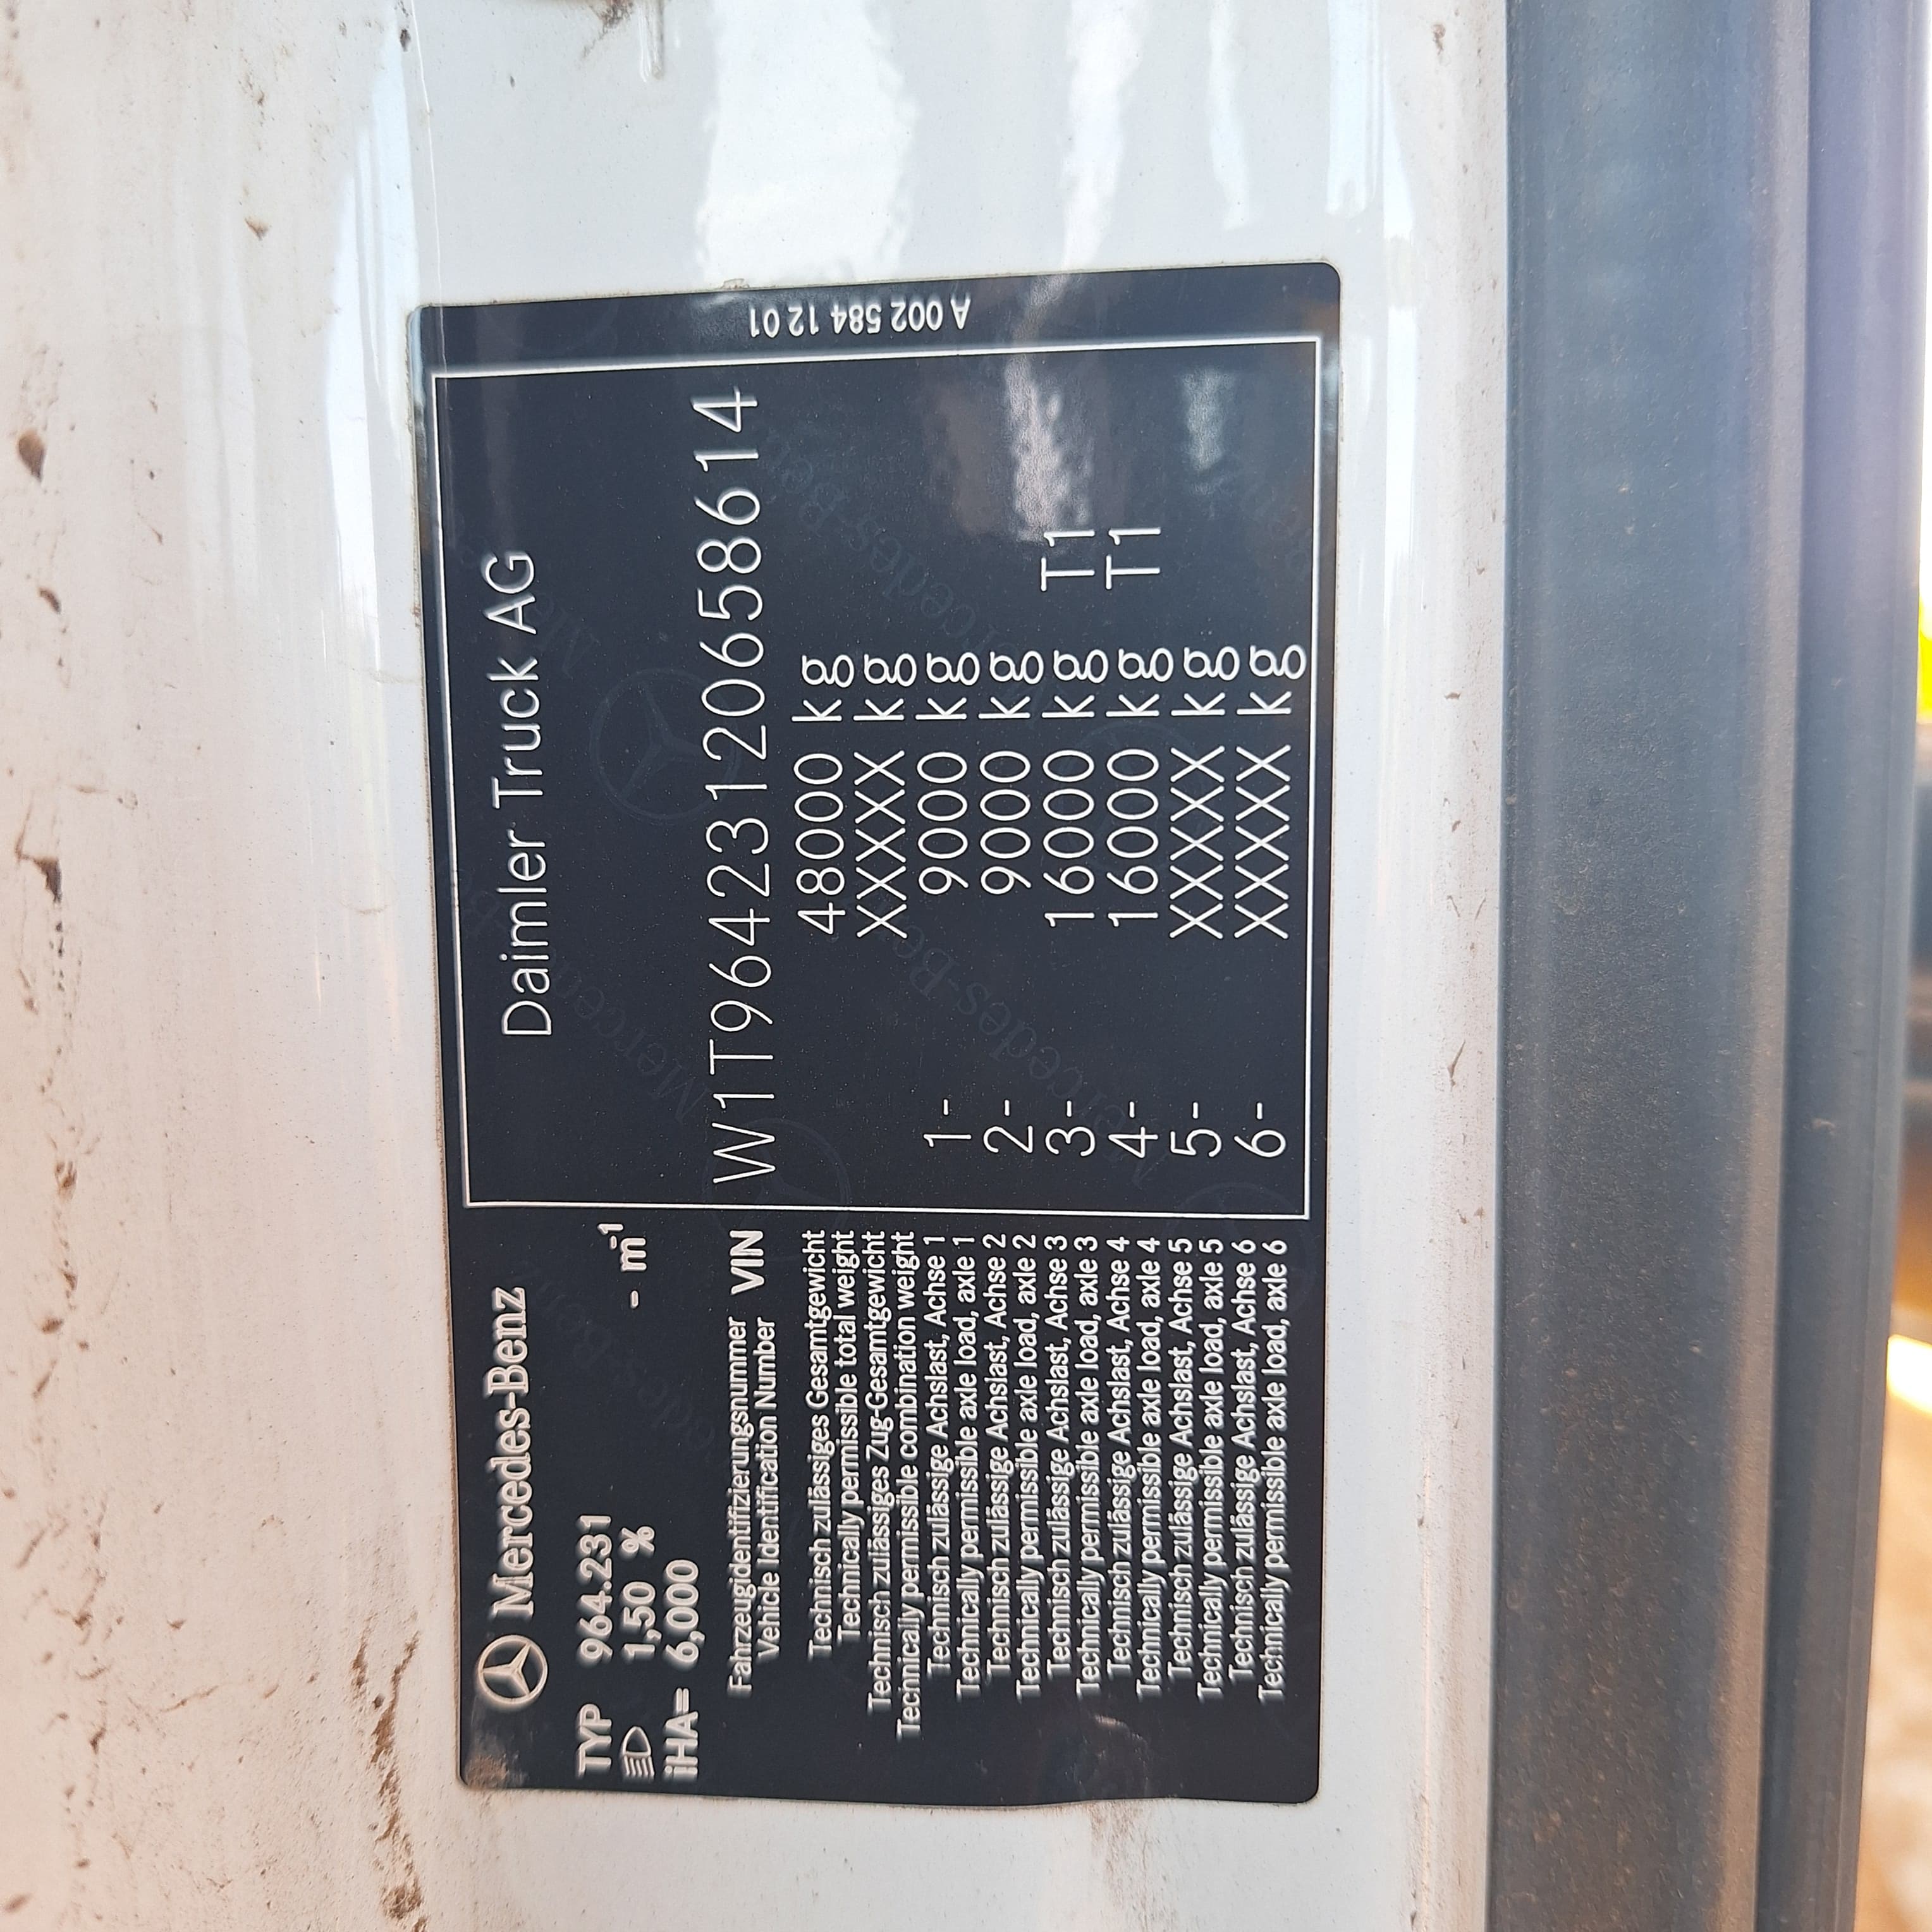 Mercedes-Benz
Daimler Truck AG
TYP 964.231
1,50 % - m⁻¹
iHA= 6,000
Fahrzeugidentifizierungsnummer
Vehicle Identification Number VIN W1T96423120658614
Technisch zulässiges Gesamtgewicht
Technically permissible total weight 48000 kg
Technisch zulässiges Zug-Gesamtgewicht
Technically permissible combination weight XXXXX kg
Technisch zulässige Achslast, Achse 1
Technically permissible axle load, axle 1 1- 9000 kg
Technisch zulässige Achslast, Achse 2
Technically permissible axle load, axle 2 2- 9000 kg
Technisch zulässige Achslast, Achse 3
Technically permissible axle load, axle 3 3- 16000 kg T1
Technisch zulässige Achslast, Achse 4
Technically permissible axle load, axle 4 4- 16000 kg T1
Technisch zulässige Achslast, Achse 5
Technically permissible axle load, axle 5 5- XXXXX kg
Technisch zulässige Achslast, Achse 6
Technically permissible axle load, axle 6 6- XXXXX kg
A 002 584 12 01